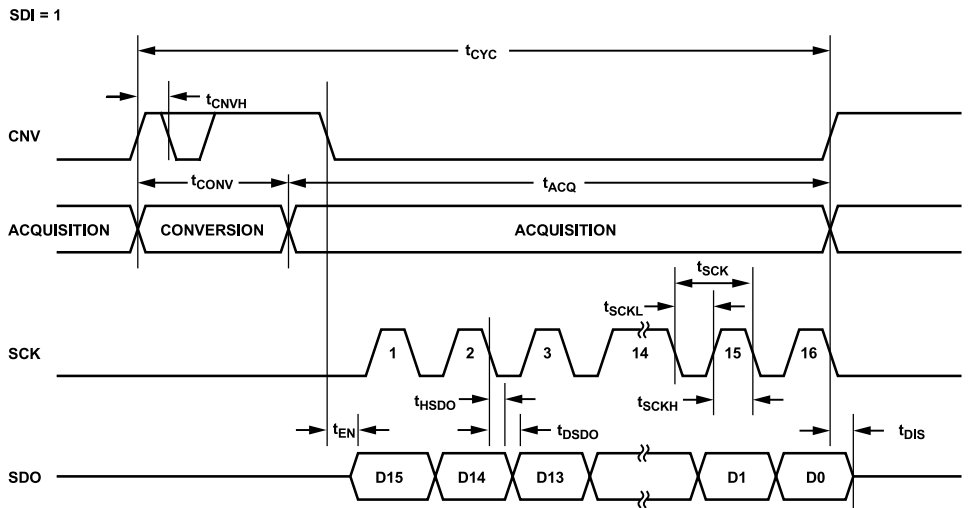 SDI = 1
tCYC
tCNVH
CNV
tCONV
tACQ
ACQUISITION
CONVERSION
ACQUISITION
tSCK
tSCKL
SCK
1
2
3
14
15
16
tHSDO
tSCKH
tEN
tDSDO
tDIS
SDO
D15
D14
D13
D1
D0